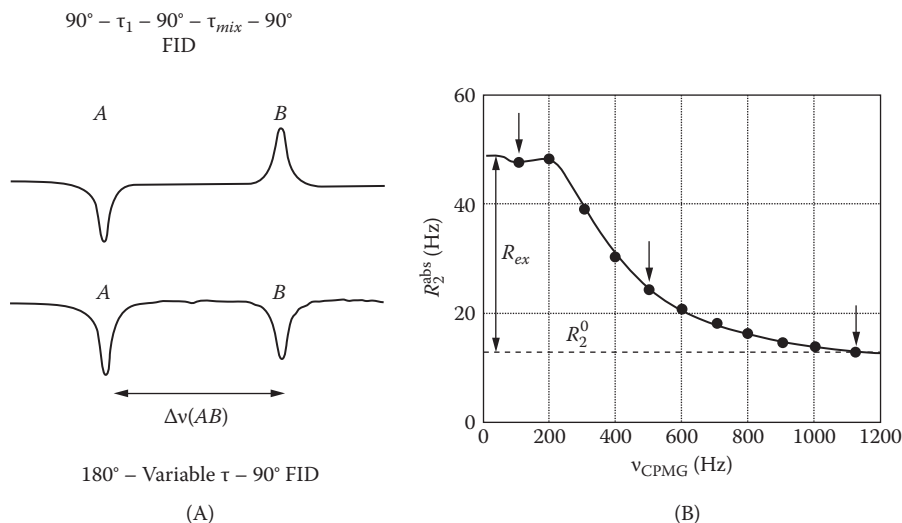 90° – τ1 – 90° – τmix – 90°
FID
A
B
A
B
Δν(AB)
180° – Variable τ – 90° FID
(A)
60
40
20
0
R2abs (Hz)
Rex
R20
0 200 400 600 800 1000 1200
νCPMG (Hz)
(B)